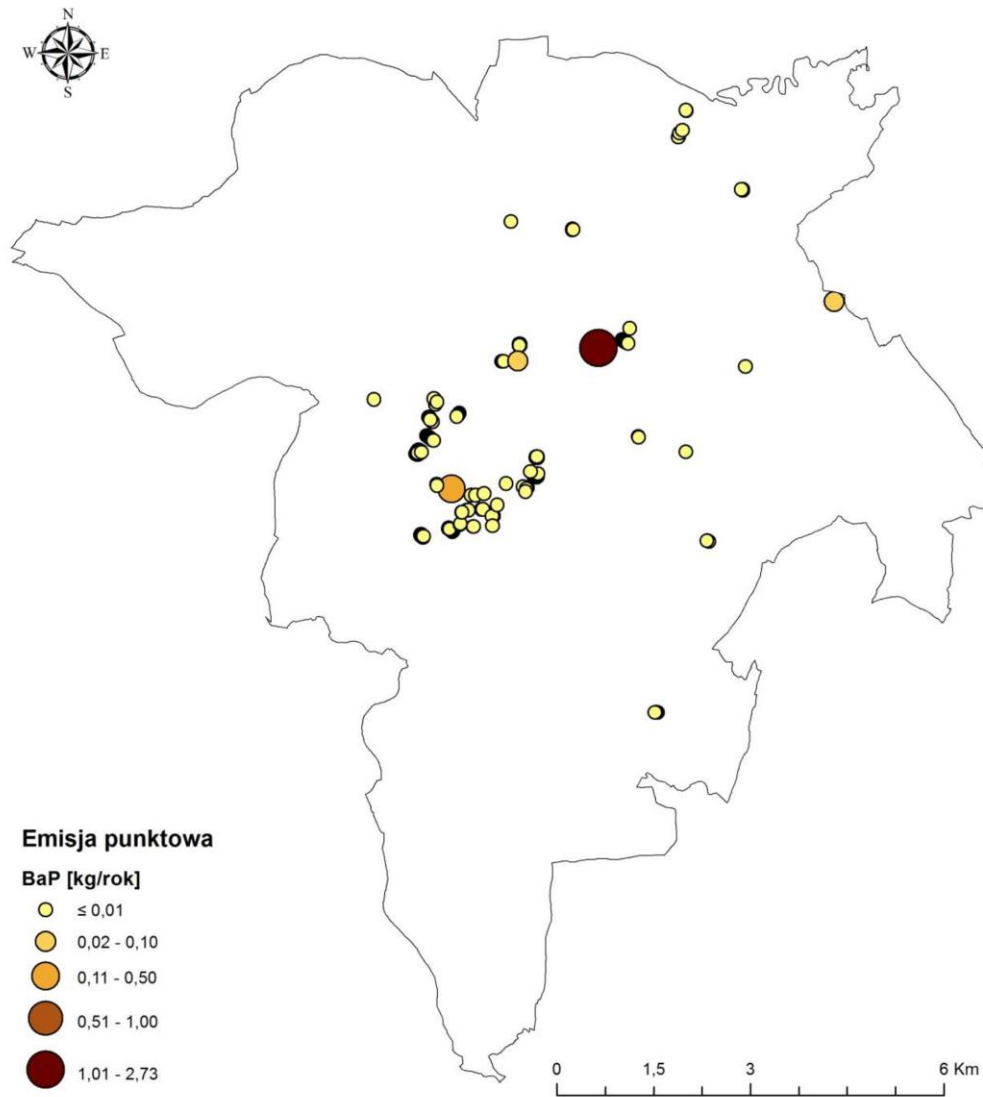 N
W E
S
Emisja punktowa
BaP [kg/rok]
≤ 0,01
0,02 - 0,10
0,11 - 0,50
0,51 - 1,00
1,01 - 2,73
0 1,5 3 6 Km